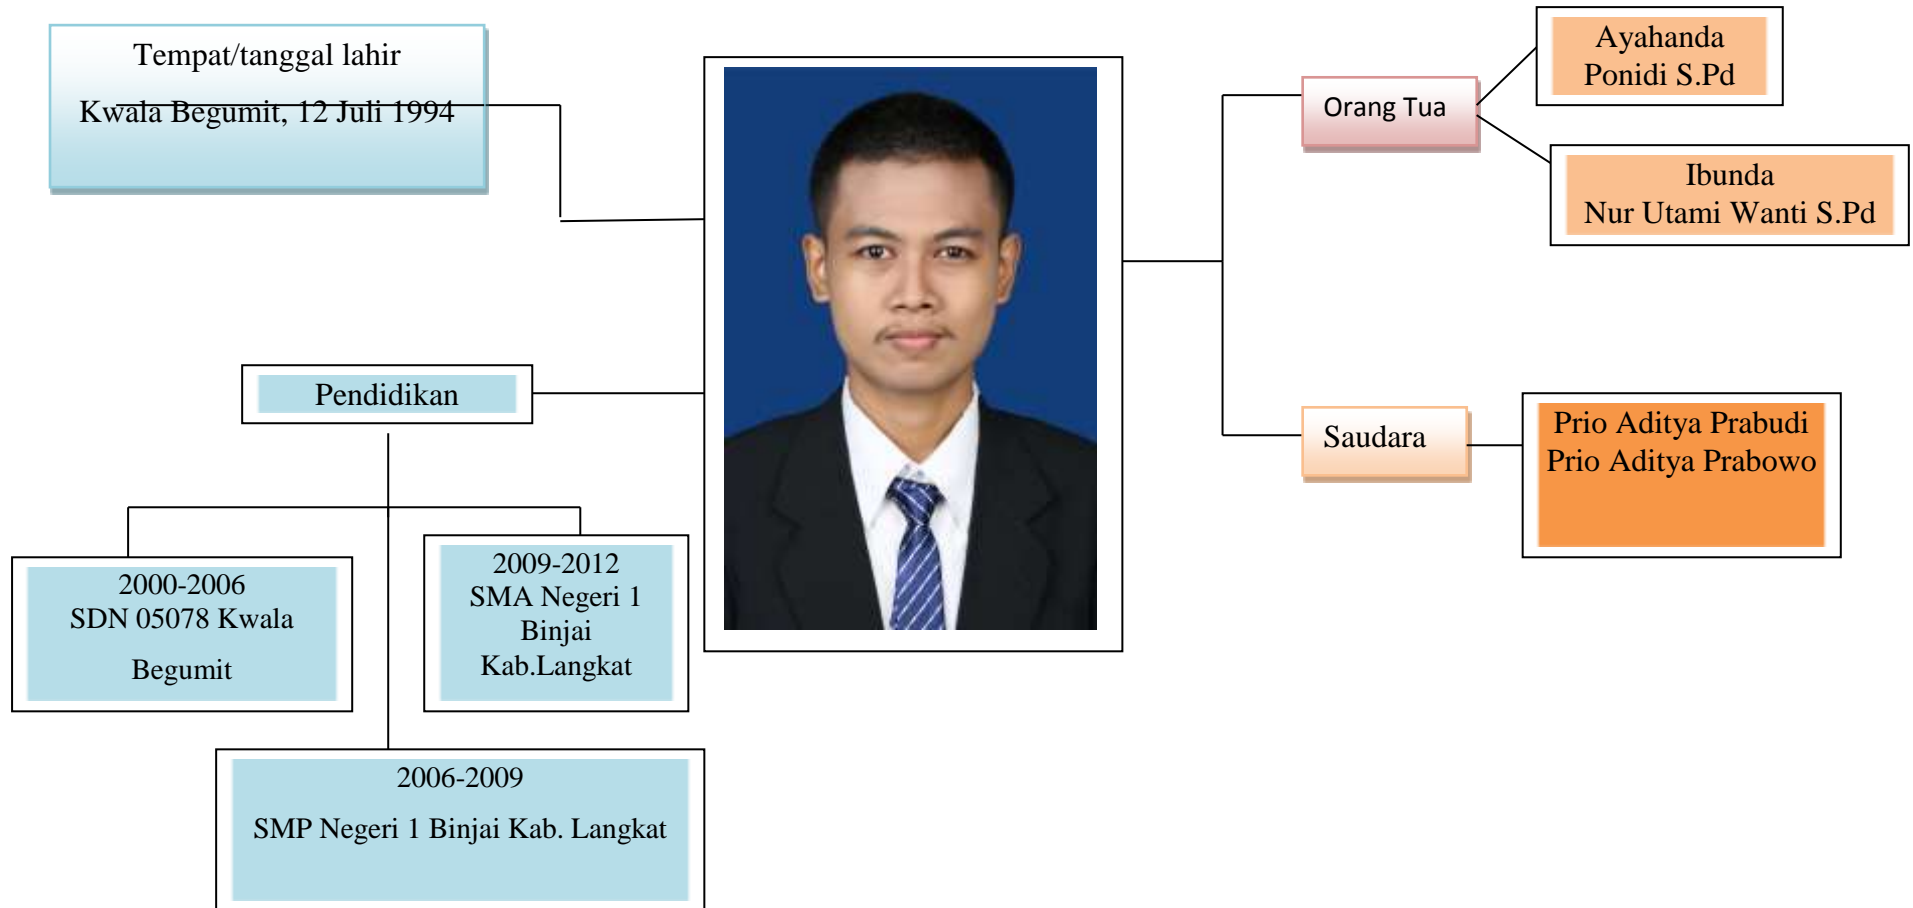 Tempat/tanggal lahir
Kwala Begumit, 12 Juli 1994
Pendidikan
2000-2006
SDN 05078 Kwala
Begumit
2009-2012
SMA Negeri 1
Binjai
Kab.Langkat
2006-2009
SMP Negeri 1 Binjai Kab. Langkat
Orang Tua
Ayahanda
Ponidi S.Pd
Ibunda
Nur Utami Wanti S.Pd
Saudara
Prio Aditya Prabudi
Prio Aditya Prabowo